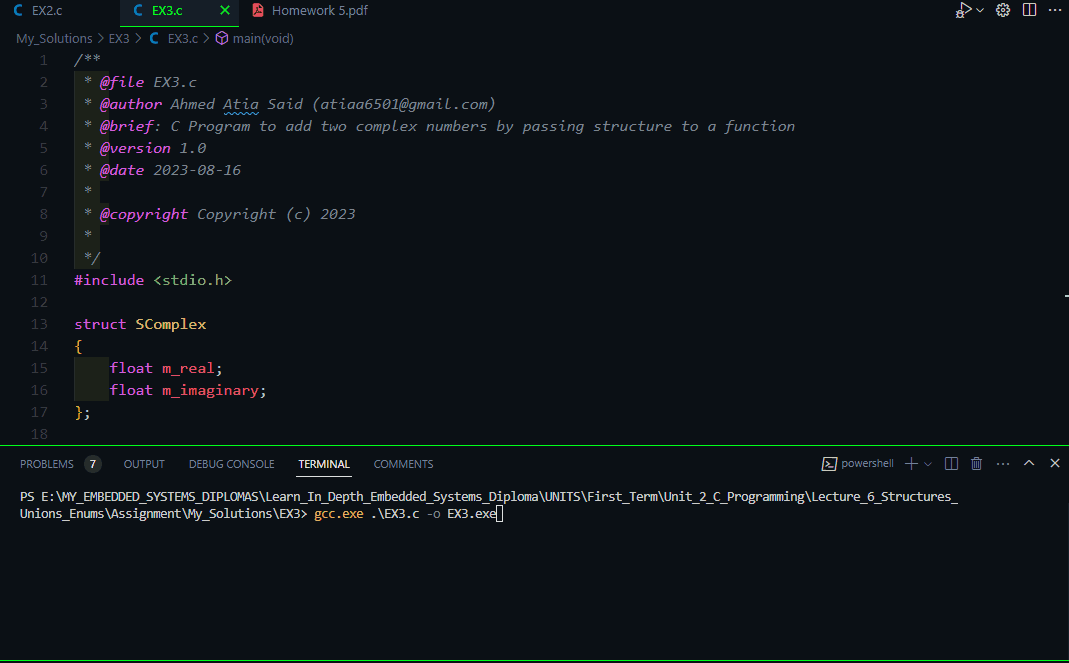 EX2.c EX3.c Homework 5.pdf
My_Solutions > EX3 > C EX3.c > main(void)
1 /**
2 * @file EX3.c
3 * @author Ahmed Atia Said (atiaa6501@gmail.com)
4 * @brief: C Program to add two complex numbers by passing structure to a function
5 * @version 1.0
6 * @date 2023-08-16
7 *
8 * @copyright Copyright (c) 2023
9 *
10 */
11 #include <stdio.h>
12
13 struct SComplex
14 {
15 float m_real;
16 float m_imaginary;
17 };
18
PROBLEMS 7 OUTPUT DEBUG CONSOLE TERMINAL COMMENTS powershell
PS E:\MY_EMBEDDED_SYSTEMS_DIPLOMAS\Learn_In_Depth_Embedded_Systems_Diploma\UNITS\First_Term\Unit_2_C_Programming\Lecture_6_Structures_
Unions_Enums\Assignment\My_Solutions\EX3> gcc.exe .\EX3.c -o EX3.exe